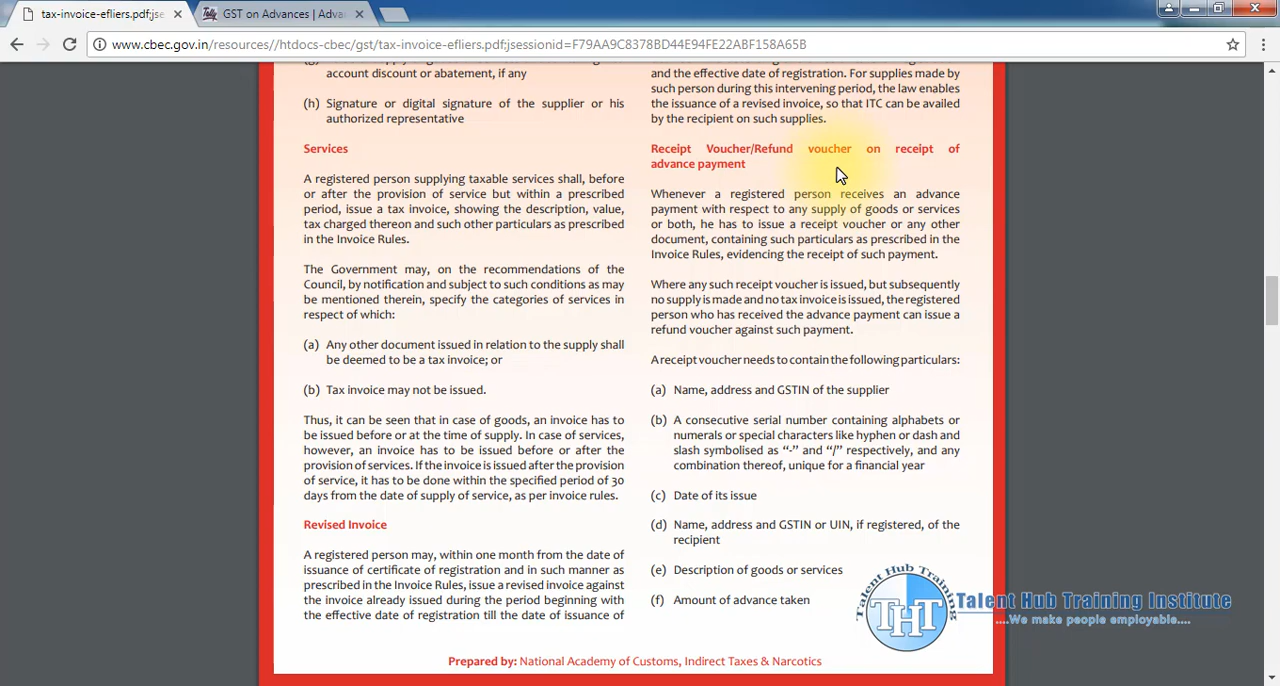 tax-invoice-efliers.pdf;jse
GST on Advances | Adva
www.cbec.gov.in/resources//htdocs-cbec/gst/tax-invoice-efliers.pdf;jsessionid=F79AA9C8378BD44E94FE22ABF158A65B
account discount or abatement, if any
(h) Signature or digital signature of the supplier or his
authorized representative
Services
A registered person supplying taxable services shall, before
or after the provision of service but within a prescribed
period, issue a tax invoice, showing the description, value,
tax charged thereon and such other particulars as prescribed
in the Invoice Rules.
The Government may, on the recommendations of the
Council, by notification and subject to such conditions as may
be mentioned therein, specify the categories of services in
respect of which:
(a) Any other document issued in relation to the supply shall
be deemed to be a tax invoice; or
(b) Tax invoice may not be issued.
Thus, it can be seen that in case of goods, an invoice has to
be issued before or at the time of supply. In case of services,
however, an invoice has to be issued before or after the
provision of services. If the invoice is issued after the provision
of service, it has to be done within the specified period of 30
days from the date of supply of service, as per invoice rules.
Revised Invoice
A registered person may, within one month from the date of
issuance of certificate of registration and in such manner as
prescribed in the Invoice Rules, issue a revised invoice against
the invoice already issued during the period beginning with
the effective date of registration till the date of issuance of
and the effective date of registration. For supplies made by
such person during this intervening period, the law enables
the issuance of a revised invoice, so that ITC can be availed
by the recipient on such supplies.
Receipt Voucher/Refund voucher on receipt of
advance payment
Whenever a registered person receives an advance
payment with respect to any supply of goods or services
or both, he has to issue a receipt voucher or any other
document, containing such particulars as prescribed in the
Invoice Rules, evidencing the receipt of such payment.
Where any such receipt voucher is issued, but subsequently
no supply is made and no tax invoice is issued, the registered
person who has received the advance payment can issue a
refund voucher against such payment.
A receipt voucher needs to contain the following particulars:
(a) Name, address and GSTIN of the supplier
(b) A consecutive serial number containing alphabets or
numerals or special characters like hyphen or dash and
slash symbolised as “-” and “/” respectively, and any
combination thereof, unique for a financial year
(c) Date of its issue
(d) Name, address and GSTIN or UIN, if registered, of the
recipient
(e) Description of goods or services
(f) Amount of advance taken
Talent Hub Training
THT
Talent Hub Training Institute
....We make people employable....
Prepared by: National Academy of Customs, Indirect Taxes & Narcotics